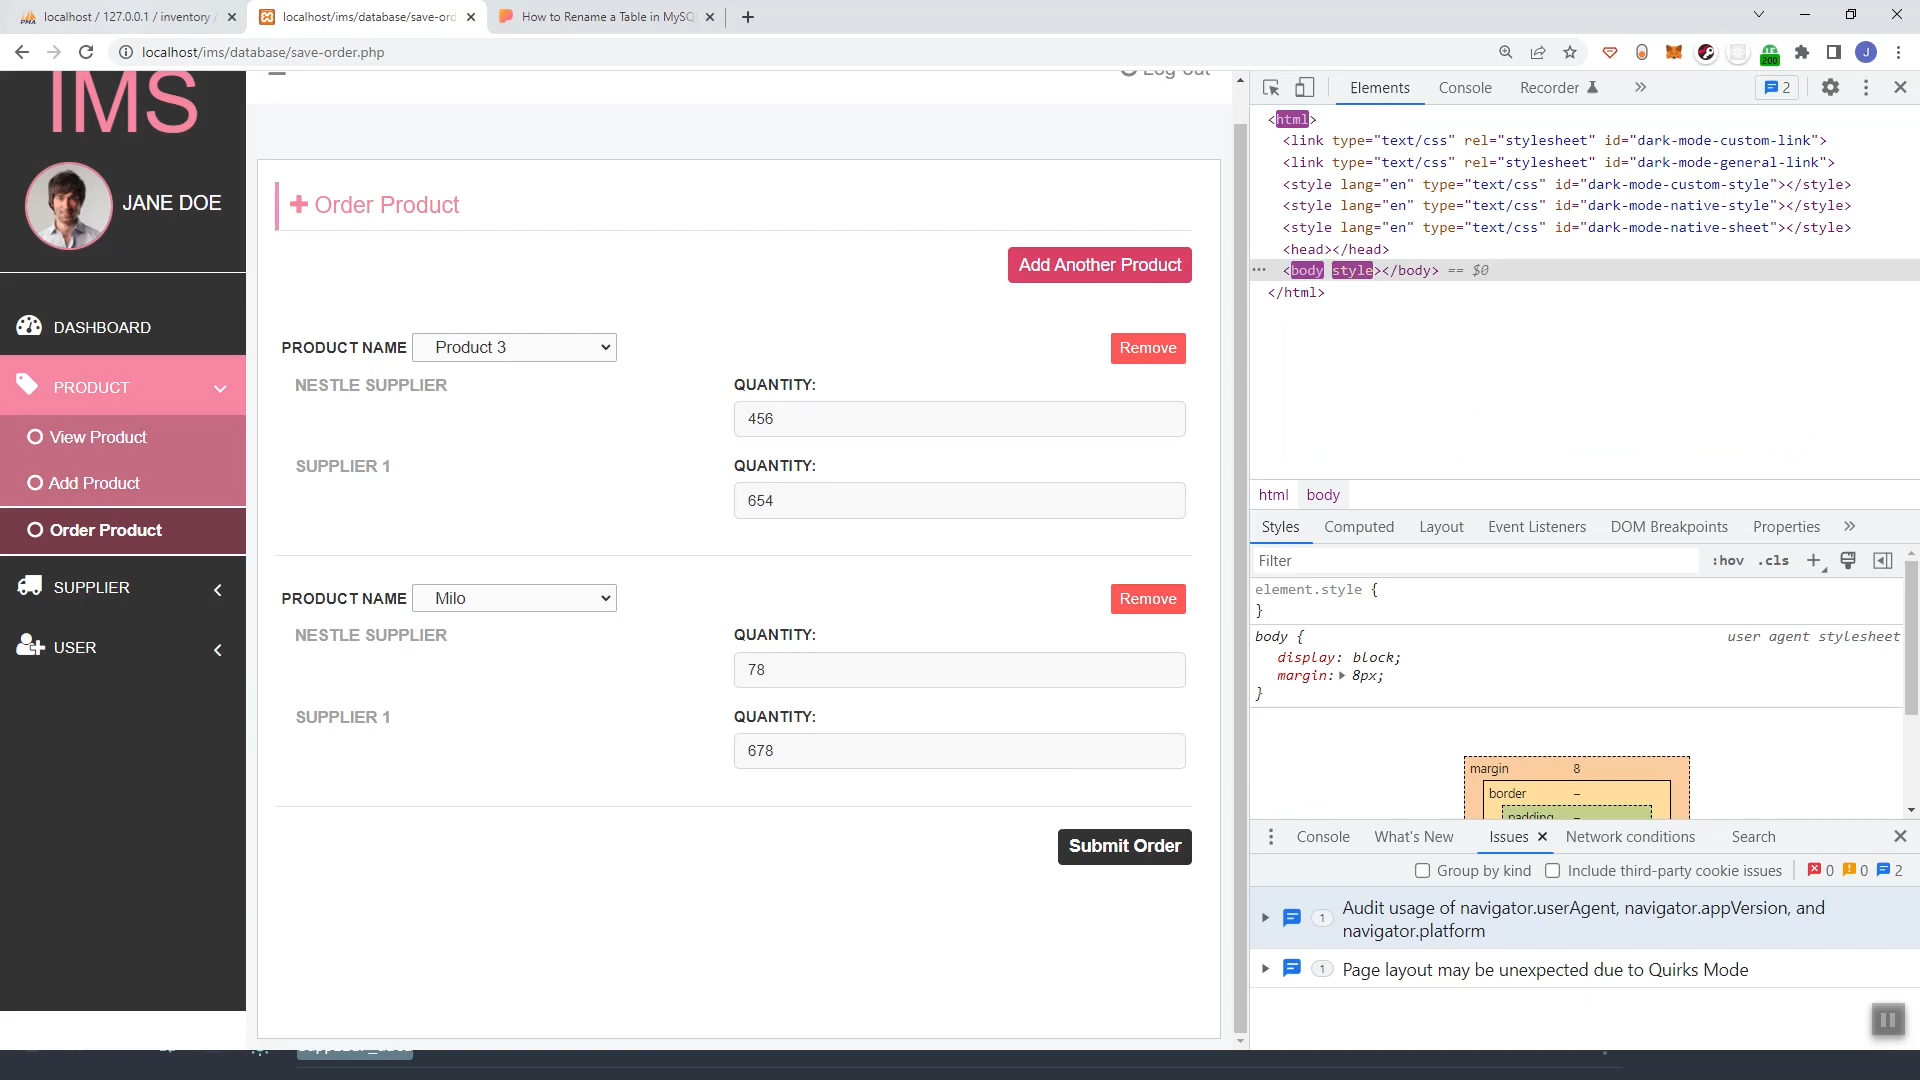 localhost / 127.0.0.1 / inventory
localhost/ims/database/save-ord
How to Rename a Table in MySQ
localhost/ims/database/save-order.php
200
J
IMS
JANE DOE
DASHBOARD
PRODUCT
View Product
Add Product
Order Product
SUPPLIER
USER
Log out
Order Product
Add Another Product
PRODUCT NAME Product 3 Remove
NESTLE SUPPLIER QUANTITY:
456
SUPPLIER 1 QUANTITY:
654
PRODUCT NAME Milo Remove
NESTLE SUPPLIER QUANTITY:
78
SUPPLIER 1 QUANTITY:
678
Submit Order
Elements Console Recorder 2
<html>
<link type="text/css" rel="stylesheet" id="dark-mode-custom-link">
<link type="text/css" rel="stylesheet" id="dark-mode-general-link">
<style lang="en" type="text/css" id="dark-mode-custom-style"></style>
<style lang="en" type="text/css" id="dark-mode-native-style"></style>
<style lang="en" type="text/css" id="dark-mode-native-sheet"></style>
<head></head>
<body style></body> == $0
</html>
html body
Styles Computed Layout Event Listeners DOM Breakpoints Properties
Filter :hov .cls
element.style {
}
body { user agent stylesheet
display: block;
margin: 8px;
}
margin 8
border –
padding –
Console What's New Issues Network conditions Search
Group by kind Include third-party cookie issues 0 0 2
1 Audit usage of navigator.userAgent, navigator.appVersion, and
navigator.platform
1 Page layout may be unexpected due to Quirks Mode